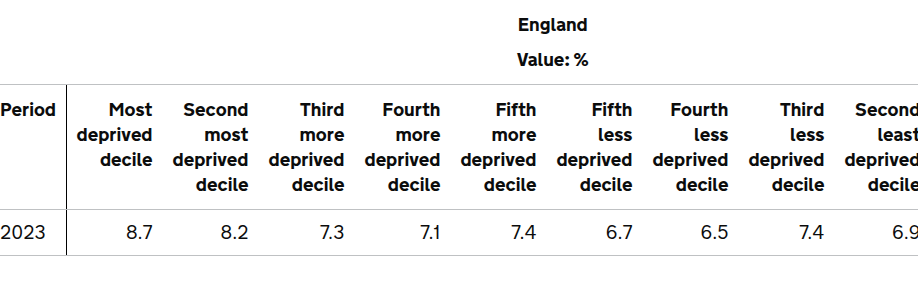 England
Value: %
Period Most deprived decile Second most deprived decile Third more deprived decile Fourth more deprived decile Fifth more deprived decile Fifth less deprived decile Fourth less deprived decile Third less deprived decile Second least deprived decile
2023 8.7 8.2 7.3 7.1 7.4 6.7 6.5 7.4 6.9